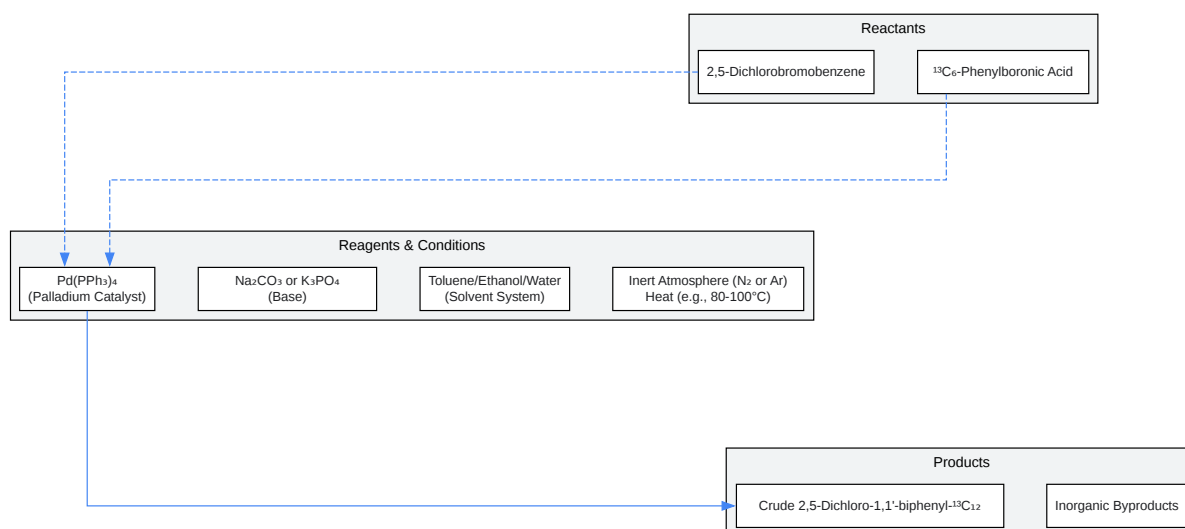 Reactants
2,5-Dichlorobromobenzene
¹³C₆-Phenylboronic Acid
Reagents & Conditions
Pd(PPh₃)₄
(Palladium Catalyst)
Na₂CO₃ or K₃PO₄
(Base)
Toluene/Ethanol/Water
(Solvent System)
Inert Atmosphere (N₂ or Ar)
Heat (e.g., 80-100°C)
Products
Crude 2,5-Dichloro-1,1'-biphenyl-¹³C₁₂
Inorganic Byproducts